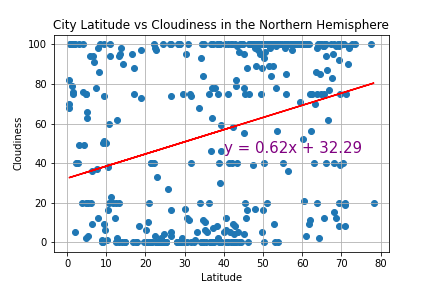 City Latitude vs Cloudiness in the Northern Hemisphere
100
80
60
40
20
0
Cloudiness
y = 0.62x + 32.29
0 10 20 30 40 50 60 70 80
Latitude